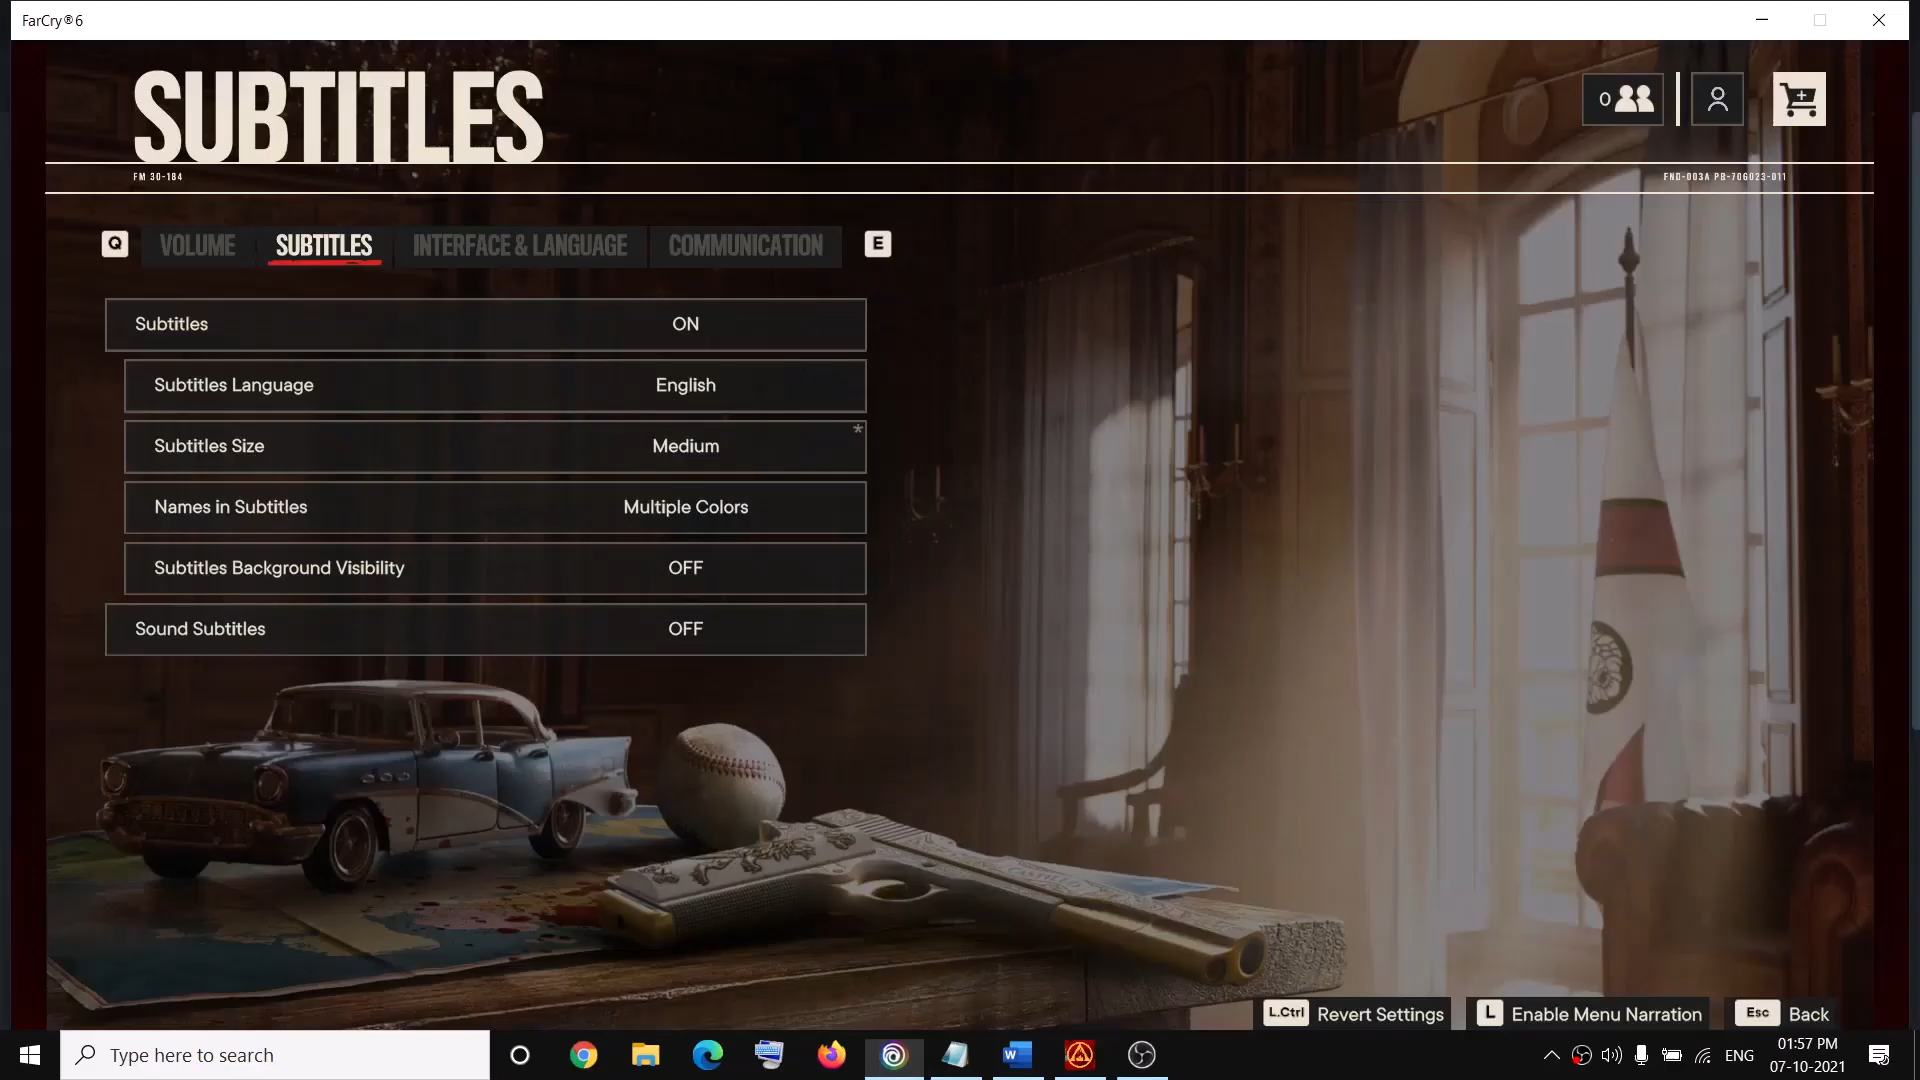 FarCry®6
SUBTITLES
0
FM 30-184
FND-003A PB-706023-011
Q VOLUME SUBTITLES INTERFACE & LANGUAGE COMMUNICATION E
Subtitles ON
Subtitles Language English
Subtitles Size Medium *
Names in Subtitles Multiple Colors
Subtitles Background Visibility OFF
Sound Subtitles OFF
CASTILLO
L.Ctrl Revert Settings L Enable Menu Narration Esc Back
Type here to search
W
ENG
01:57 PM
07-10-2021